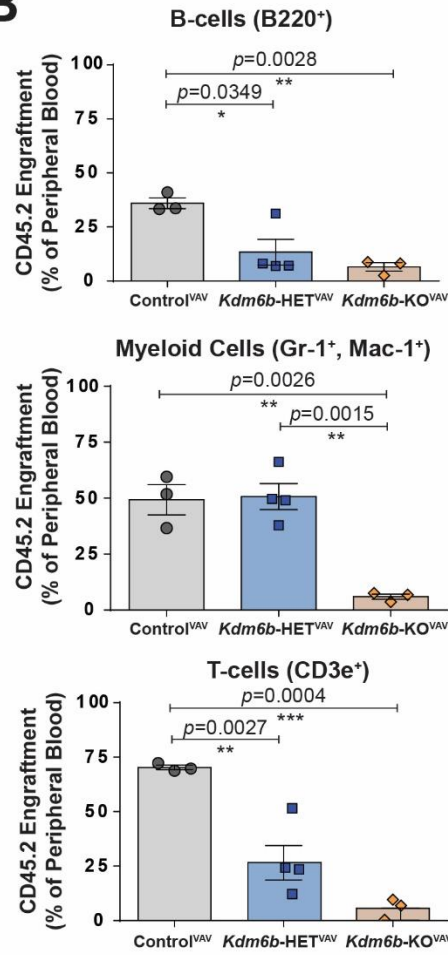 B
B-cells (B220⁺)
CD45.2 Engraftment
(% of Peripheral Blood)
100
75
50
25
0
p=0.0028
**
p=0.0349
*
Control^VAV Kdm6b-HET^VAV Kdm6b-KO^VAV
Myeloid Cells (Gr-1⁺, Mac-1⁺)
CD45.2 Engraftment
(% of Peripheral Blood)
100
75
50
25
0
p=0.0026
**
p=0.0015
**
Control^VAV Kdm6b-HET^VAV Kdm6b-KO^VAV
T-cells (CD3e⁺)
CD45.2 Engraftment
(% of Peripheral Blood)
100
75
50
25
0
p=0.0004
***
p=0.0027
**
Control^VAV Kdm6b-HET^VAV Kdm6b-KO^VAV